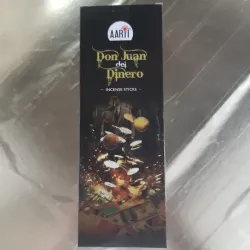 AARTI
Don Juan
del
Dinero
- INCENSE STICKS -